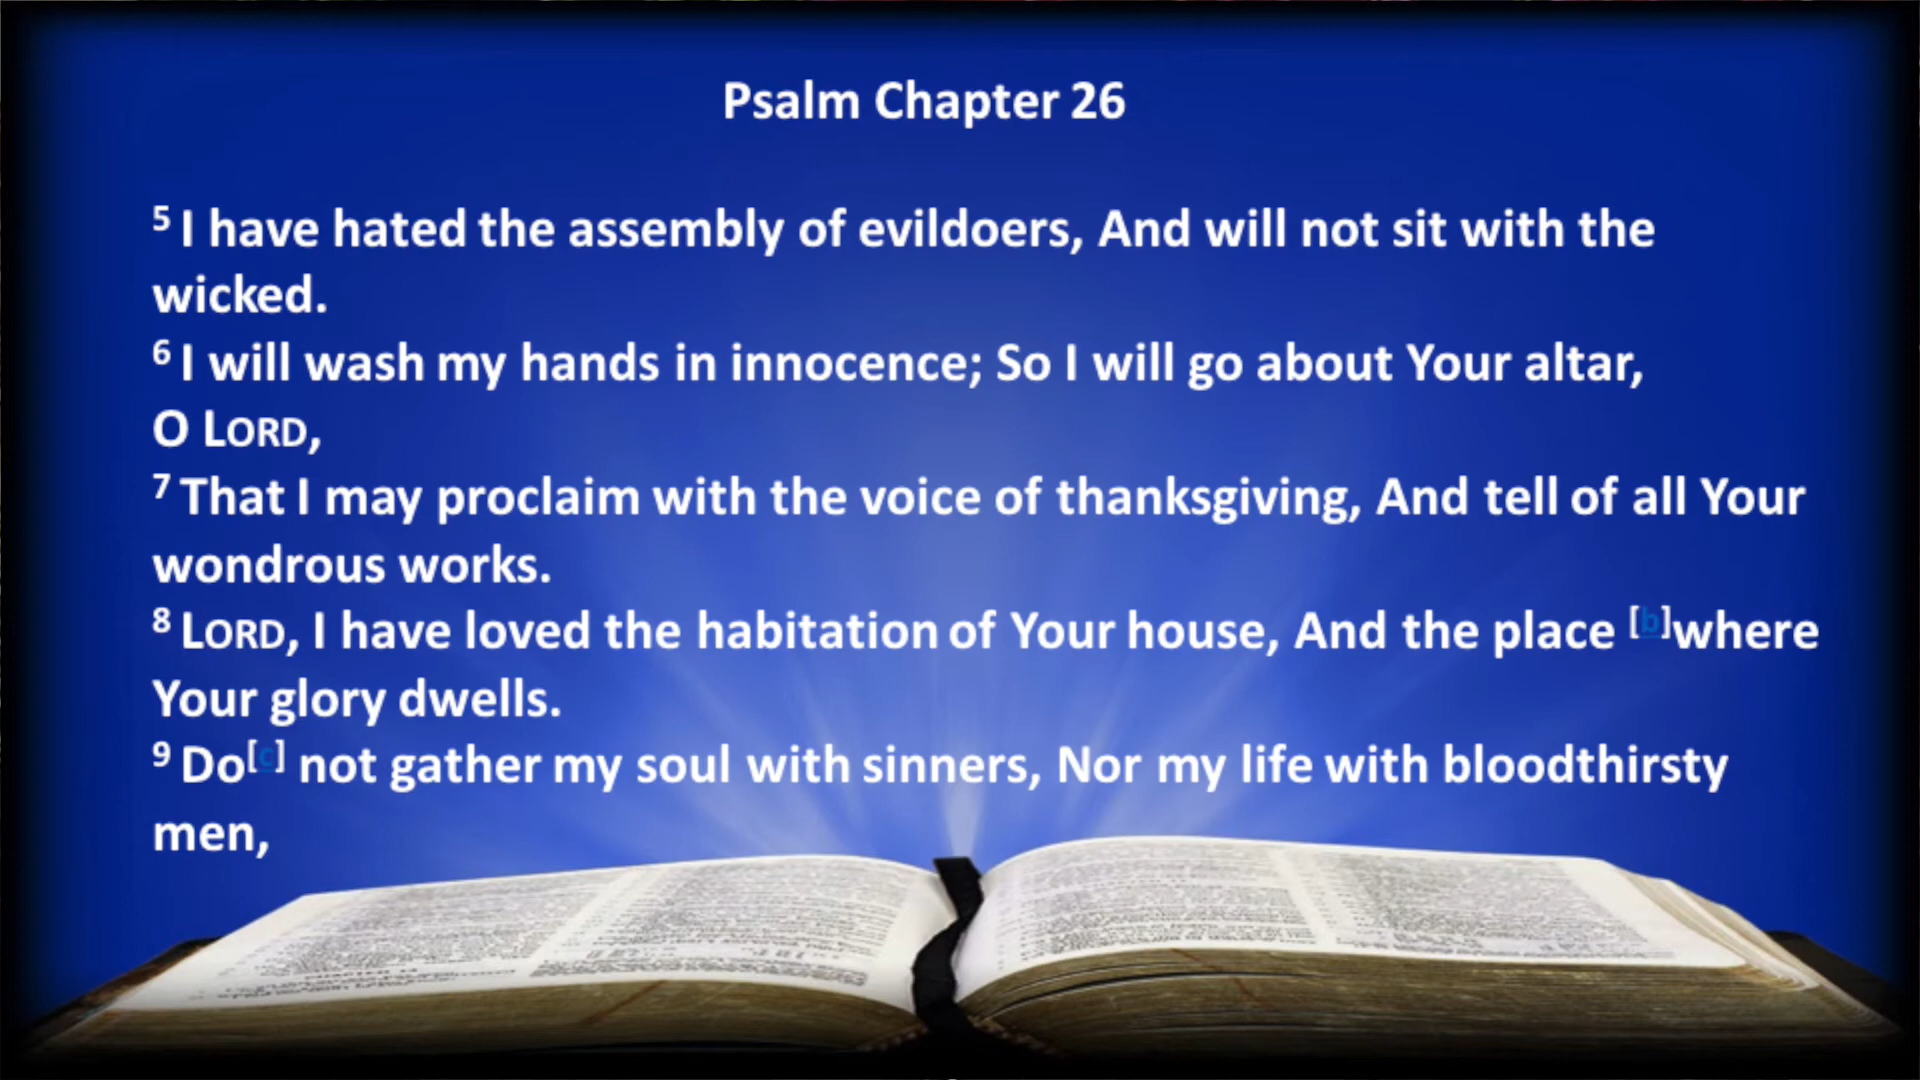 Psalm Chapter 26
5 I have hated the assembly of evildoers, And will not sit with the
wicked.
6 I will wash my hands in innocence; So I will go about Your altar,
O LORD,
7 That I may proclaim with the voice of thanksgiving, And tell of all Your
wondrous works.
8 LORD, I have loved the habitation of Your house, And the place [b]where
Your glory dwells.
9 Do[c] not gather my soul with sinners, Nor my life with bloodthirsty
men,